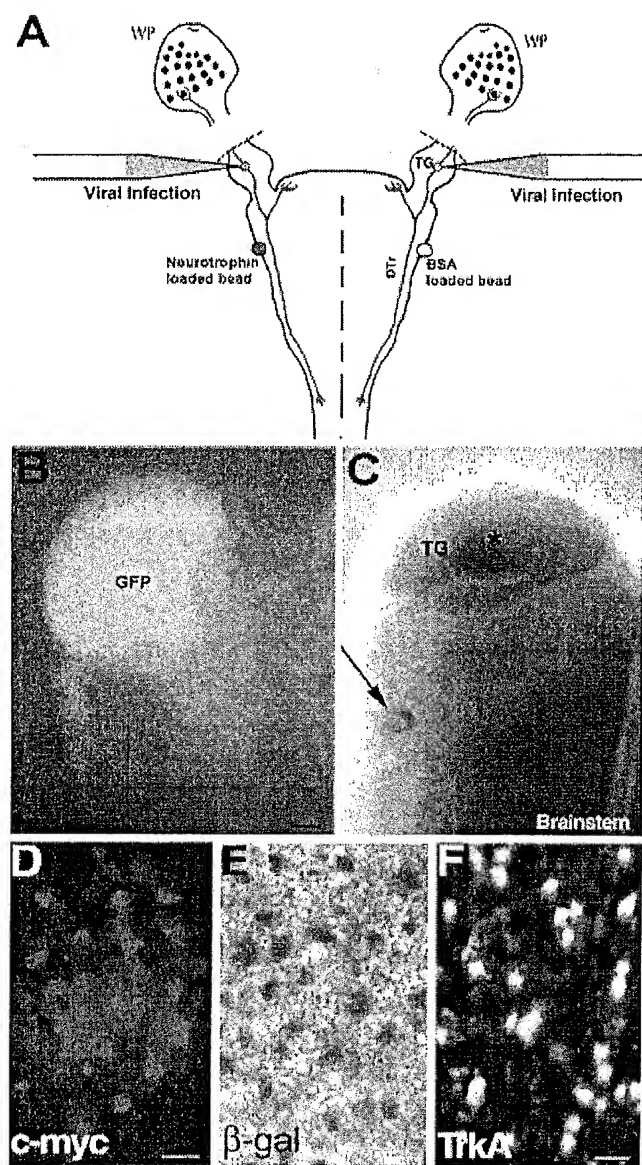 A
WP WP
TG
Viral Infection Viral Infection
Neurotrophin BSA
loaded bead pTr loaded bead
B C
GFP TG *
Brainstem
D E F
c-myc β-gal TrkA